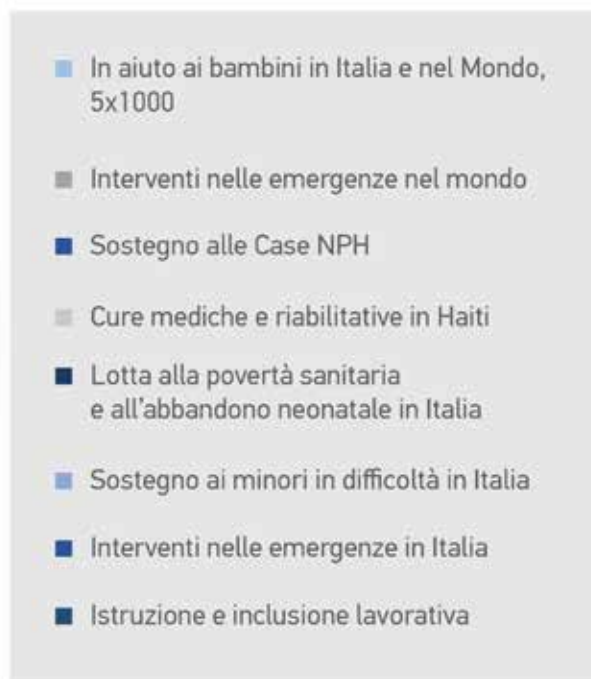 In aiuto ai bambini in Italia e nel Mondo,
5x1000
Interventi nelle emergenze nel mondo
Sostegno alle Case NPH
Cure mediche e riabilitative in Haiti
Lotta alla povertà sanitaria
e all'abbandono neonatale in Italia
Sostegno ai minori in difficoltà in Italia
Interventi nelle emergenze in Italia
Istruzione e inclusione lavorativa